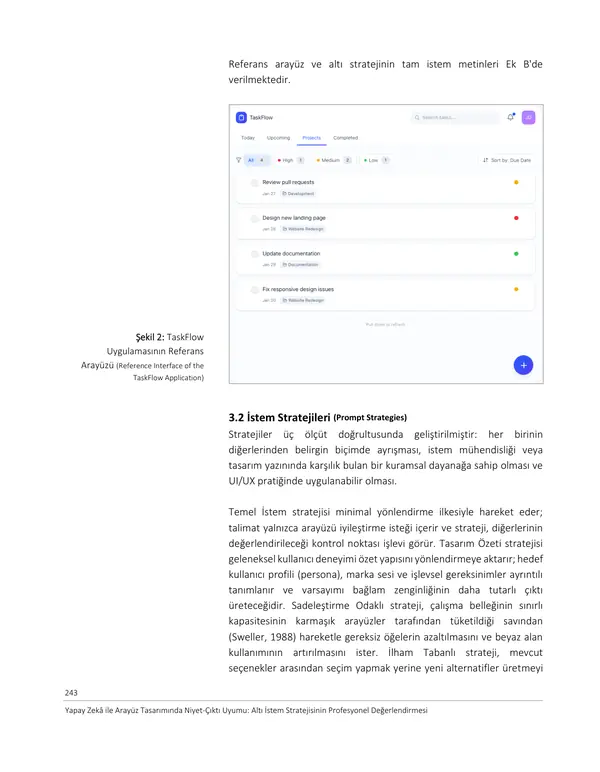 Referans arayüz ve altı stratejinin tam istem metinleri Ek B'de
verilmektedir.
TaskFlow
Search tasks...
Today Upcoming Projects Completed
All 4 High 1 Medium 2 Low 1 Sort by: Due Date
Review pull requests
Jan 27 Development
Design new landing page
Jan 28 Website Redesign
Update documentation
Jan 29 Documentation
Fix responsive design issues
Jan 30 Website Redesign
Pull down to refresh
Şekil 2: TaskFlow
Uygulamasının Referans
Arayüzü (Reference Interface of the
TaskFlow Application)
3.2 İstem Stratejileri (Prompt Strategies)
Stratejiler üç ölçüt doğrultusunda geliştirilmiştir: her birinin
diğerlerinden belirgin biçimde ayrışması, istem mühendisliği veya
tasarım yazınında karşılık bulan bir kuramsal dayanağa sahip olması ve
UI/UX pratiğinde uygulanabilir olması.
Temel İstem stratejisi minimal yönlendirme ilkesiyle hareket eder;
talimat yalnızca arayüzü iyileştirme isteği içerir ve strateji, diğerlerinin
değerlendirileceği kontrol noktası işlevi görür. Tasarım Özeti stratejisi
geleneksel kullanıcı deneyimi özet yapısını yönlendirmeye aktarır; hedef
kullanıcı profili (persona), marka sesi ve işlevsel gereksinimler ayrıntılı
tanımlanır ve varsayımı bağlam zenginliğinin daha tutarlı çıktı
üreteceğidir. Sadeleştirme Odaklı strateji, çalışma belleğinin sınırlı
kapasitesinin karmaşık arayüzler tarafından tüketildiği savından
(Sweller, 1988) hareketle gereksiz öğelerin azaltılmasını ve beyaz alan
kullanımının artırılmasını ister. İlham Tabanlı strateji, mevcut
seçenekler arasından seçim yapmak yerine yeni alternatifler üretmeyi
243
Yapay Zekâ ile Arayüz Tasarımında Niyet-Çıktı Uyumu: Altı İstem Stratejisinin Profesyonel Değerlendirmesi